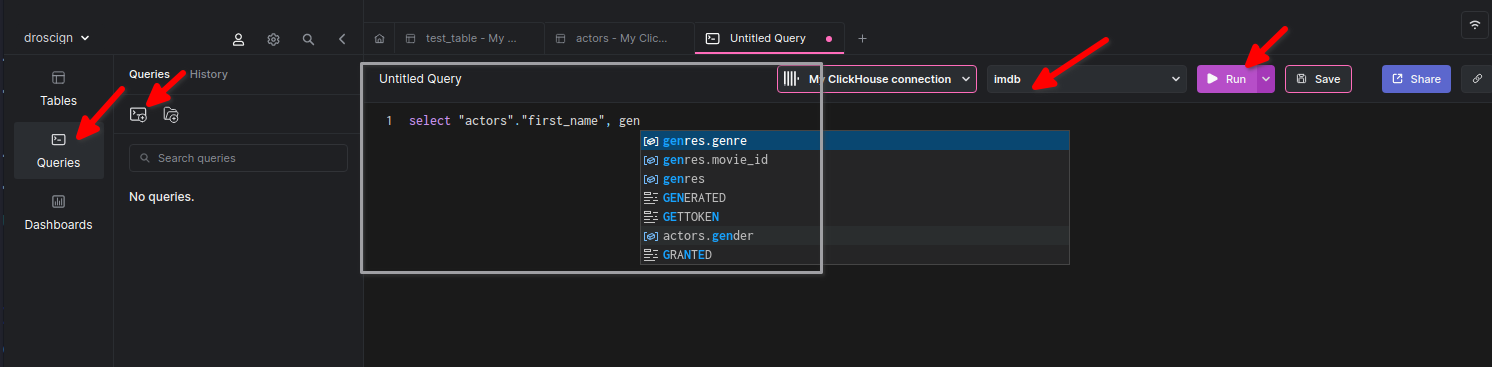 droscign
Tables
Queries
Dashboards
Queries History
Search queries
No queries.
test_table - My ...
actors - My Clic...
Untitled Query
Untitled Query
My ClickHouse connection
imdb
Run
Save
Share
1 select "actors"."first_name", gen
genres.genre
genres.movie_id
genres
GENERATED
GETTOKEN
actors.gender
GRANTED